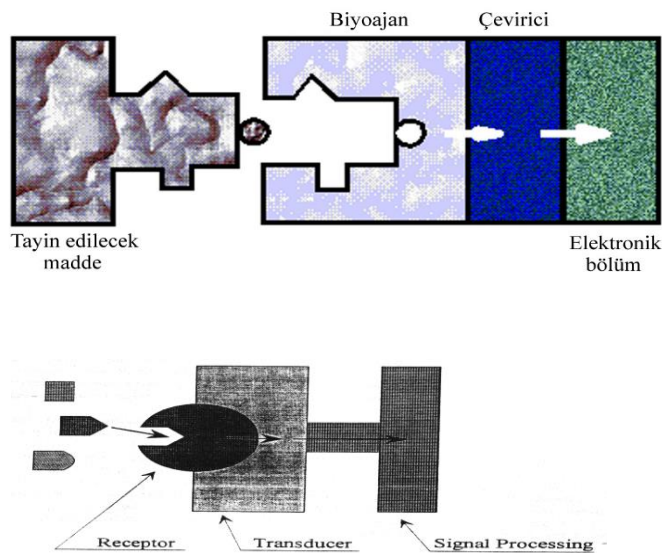 Biyoajan Çevirici
Tayin edilecek
madde
Elektronik
bölüm
Receptor Transducer Signal Processing